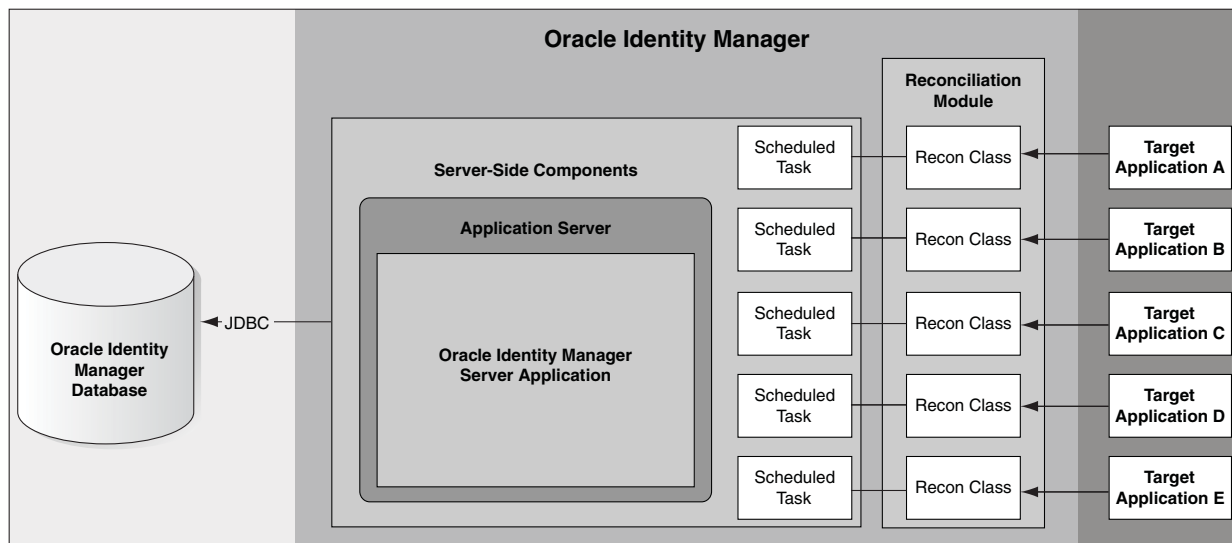 Oracle Identity Manager
Reconciliation
Module
Server-Side Components
Application Server
Oracle Identity Manager
Server Application
JDBC
Oracle Identity
Manager
Database
Scheduled
Task
Recon Class
Target
Application A
Scheduled
Task
Recon Class
Target
Application B
Scheduled
Task
Recon Class
Target
Application C
Scheduled
Task
Recon Class
Target
Application D
Scheduled
Task
Recon Class
Target
Application E